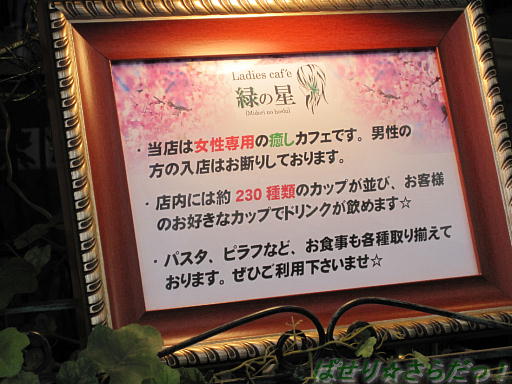 Ladies caf'e
緑の星
(Midori no hoshi)
・当店は女性専用の癒しカフェです。男性の
方の入店はお断りしております。
・店内には約 230 種類のカップが並び、お客様
のお好きなカップでドリンクが飲めます☆
・パスタ、ピラフなど、お食事も各種取り揃えて
おります。ぜひご利用下さいませ☆
ぱせり☆さらだっ！